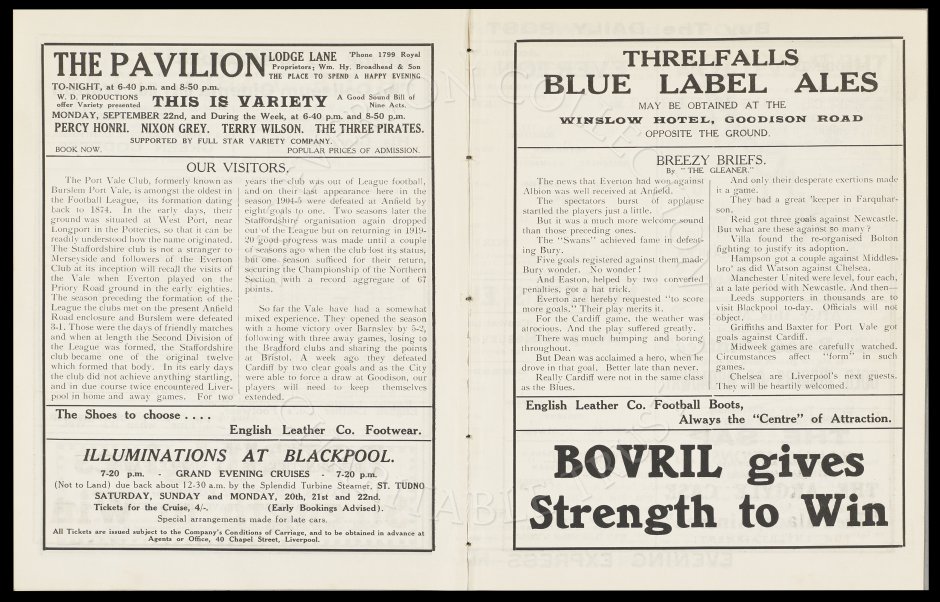 THE PAVILION LODGE LANE 'Phone 1799 Royal
Proprietors; Wm. Hy. Broadhead & Son
THE PLACE TO SPEND A HAPPY EVENING
TO-NIGHT, at 6-40 p.m. and 8-50 p.m.
W. D. PRODUCTIONS
offer Variety presented
THIS IS VARIETY
A Good Sound Bill of
Nine Acts.
MONDAY, SEPTEMBER 22nd, and During the Week, at 6-40 p.m. and 8-50 p.m.
PERCY HONRI. NIXON GREY. TERRY WILSON. THE THREE PIRATES.
SUPPORTED BY FULL STAR VARIETY COMPANY.
BOOK NOW. POPULAR PRICES OF ADMISSION.
OUR VISITORS.
The Port Vale Club, formerly known as
Burslem Port Vale, is amongst the oldest in
the Football League, its formation dating
back to 1874. In the early days, their
ground was situated at West Port, near
Longport in the Potteries, so that it can be
readily understood how the name originated.
The Staffordshire club is not a stranger to
Merseyside and followers of the Everton
Club at its inception will recall the visits of
the Vale when Everton played on the
Priory Road ground in the early eighties.
The season preceding the formation of the
League the clubs met on the present Anfield
Road enclosure and Burslem were defeated
3-1. Those were the days of friendly matches
and when at length the Second Division of
the League was formed, the Staffordshire
club became one of the original twelve
which formed that body. In its early days
the club did not achieve anything startling,
and in due course twice encountered Liver-
pool in home and away games. For two
years the club was out of League football,
and on their last appearance here in the
season 1904-5 were defeated at Anfield by
eight goals to one. Two seasons later the
Staffordshire organisation again dropped
out of the League but on returning in 1919-
20 good progress was made until a couple
of seasons ago when the club lost its status,
but one season sufficed for their return,
securing the Championship of the Northern
Section with a record aggregate of 67
points.
So far the Vale have had a somewhat
mixed experience. They opened the season
with a home victory over Barnsley by 5-2,
following with three away games, losing to
the Bradford clubs and sharing the points
at Bristol. A week ago they defeated
Cardiff by two clear goals and as the City
were able to force a draw at Goodison, our
players will need to keep themselves
extended.
The Shoes to choose . . . .
English Leather Co. Footwear.
ILLUMINATIONS AT BLACKPOOL.
7-20 p.m. - GRAND EVENING CRUISES - 7-20 p.m.
(Not to Land) due back about 12-30 a.m. by the Splendid Turbine Steamer, ST. TUDNO
SATURDAY, SUNDAY and MONDAY, 20th, 21st and 22nd.
Tickets for the Cruise, 4/-. (Early Bookings Advised).
Special arrangements made for late cars.
All Tickets are issued subject to the Company's Conditions of Carriage, and to be obtained in advance at
Agents or Office, 40 Chapel Street, Liverpool.
THRELFALLS
BLUE LABEL ALES
MAY BE OBTAINED AT THE
WINSLOW HOTEL, GOODISON ROAD
OPPOSITE THE GROUND.
BREEZY BRIEFS.
By "THE GLEANER."
The news that Everton had won against
Albion was well received at Anfield.
The spectators burst of applause
startled the players just a little.
But it was a much more welcome sound
than those preceding ones.
The "Swans" achieved fame in defeat-
ing Bury.
Five goals registered against them made
Bury wonder. No wonder!
And Easton, helped by two converted
penalties, got a hat trick.
Everton are hereby requested "to score
more goals." Their play merits it.
For the Cardiff game, the weather was
atrocious. And the play suffered greatly.
There was much bumping and boring
throughout.
But Dean was acclaimed a hero, when he
drove in that goal. Better late than never.
Really Cardiff were not in the same class
as the Blues.
And only their desperate exertions made
it a game.
They had a great 'keeper in Farquhar-
son.
Reid got three goals against Newcastle.
But what are these against so many?
Villa found the re-organised Bolton
fighting to justify its adoption.
Hampson got a couple against Middles-
bro' as did Watson against Chelsea.
Manchester United were level, four each,
at a late period with Newcastle. And then—
Leeds supporters in thousands are to
visit Blackpool to-day. Officials will not
object.
Griffiths and Baxter for Port Vale got
goals against Cardiff.
Midweek games are carefully watched.
Circumstances affect "form" in such
games.
Chelsea are Liverpool's next guests.
They will be heartily welcomed.
English Leather Co. Football Boots,
Always the "Centre" of Attraction.
BOVRIL gives
Strength to Win